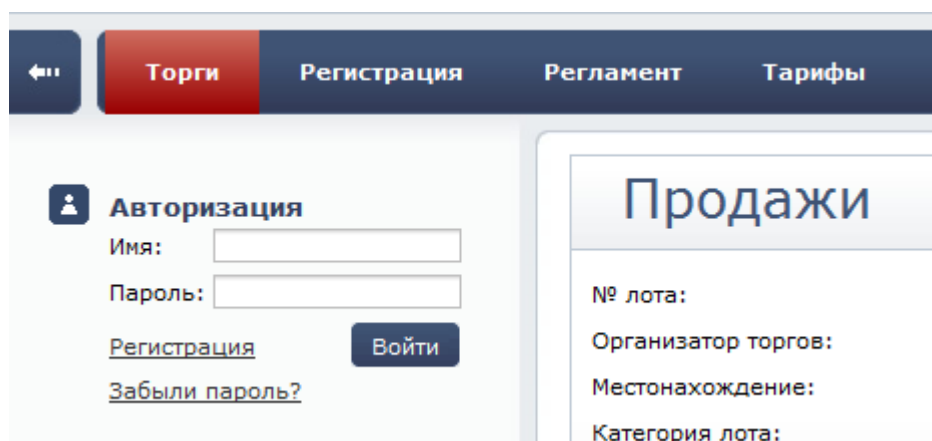 Торги Регистрация Регламент Тарифы
Авторизация
Имя:
Пароль:
Регистрация Войти
Забыли пароль?
Продажи
№ лота:
Организатор торгов:
Местонахождение:
Категория лота: